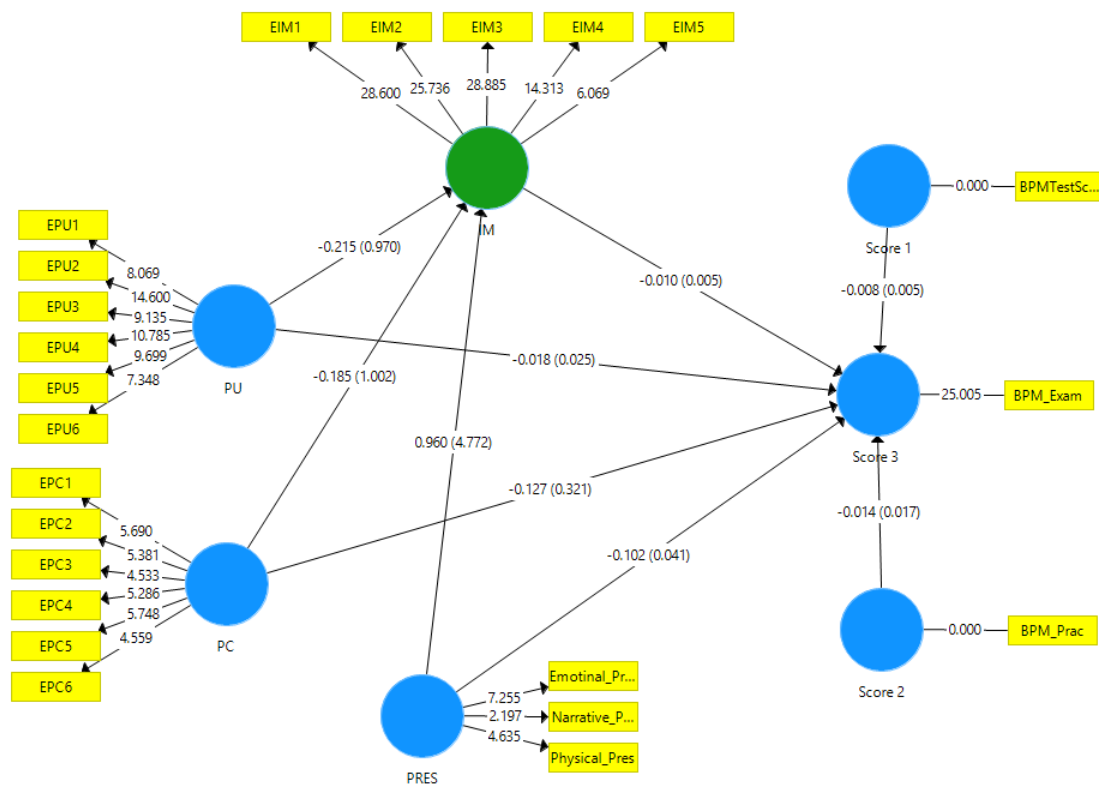 EIM1
EIM2
EIM3
EIM4
EIM5
28.600
25.736
28.885
14.313
6.069
IM
Score 1
0.000
BPMTestSc...
EPU1
EPU2
EPU3
EPU4
EPU5
EPU6
8.069
14.600
9.135
10.785
9.699
7.348
PU
-0.215 (0.970)
-0.010 (0.005)
-0.008 (0.005)
-0.018 (0.025)
-0.185 (1.002)
0.960 (4.772)
Score 3
25.005
BPM_Exam
EPC1
EPC2
EPC3
EPC4
EPC5
EPC6
5.690
5.381
4.533
5.286
5.748
4.559
PC
-0.127 (0.321)
-0.102 (0.041)
-0.014 (0.017)
Score 2
0.000
BPM_Prac
PRES
7.255
2.197
4.635
Emotinal_Pr...
Narrative_P...
Physical_Pres